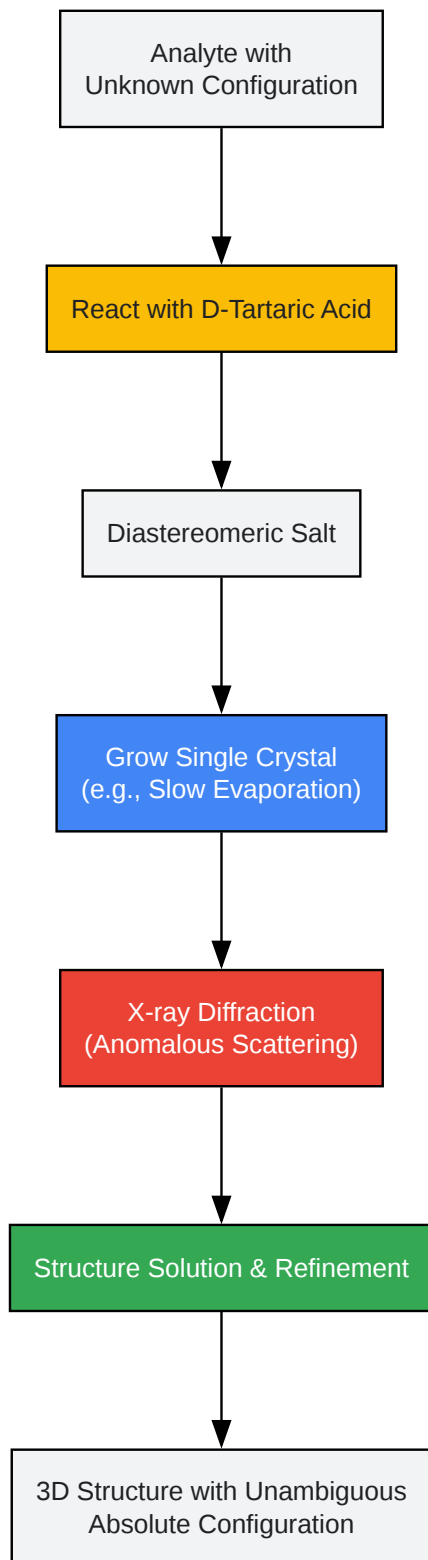 Analyte with
Unknown Configuration
React with D-Tartaric Acid
Diastereomeric Salt
Grow Single Crystal
(e.g., Slow Evaporation)
X-ray Diffraction
(Anomalous Scattering)
Structure Solution & Refinement
3D Structure with Unambiguous
Absolute Configuration